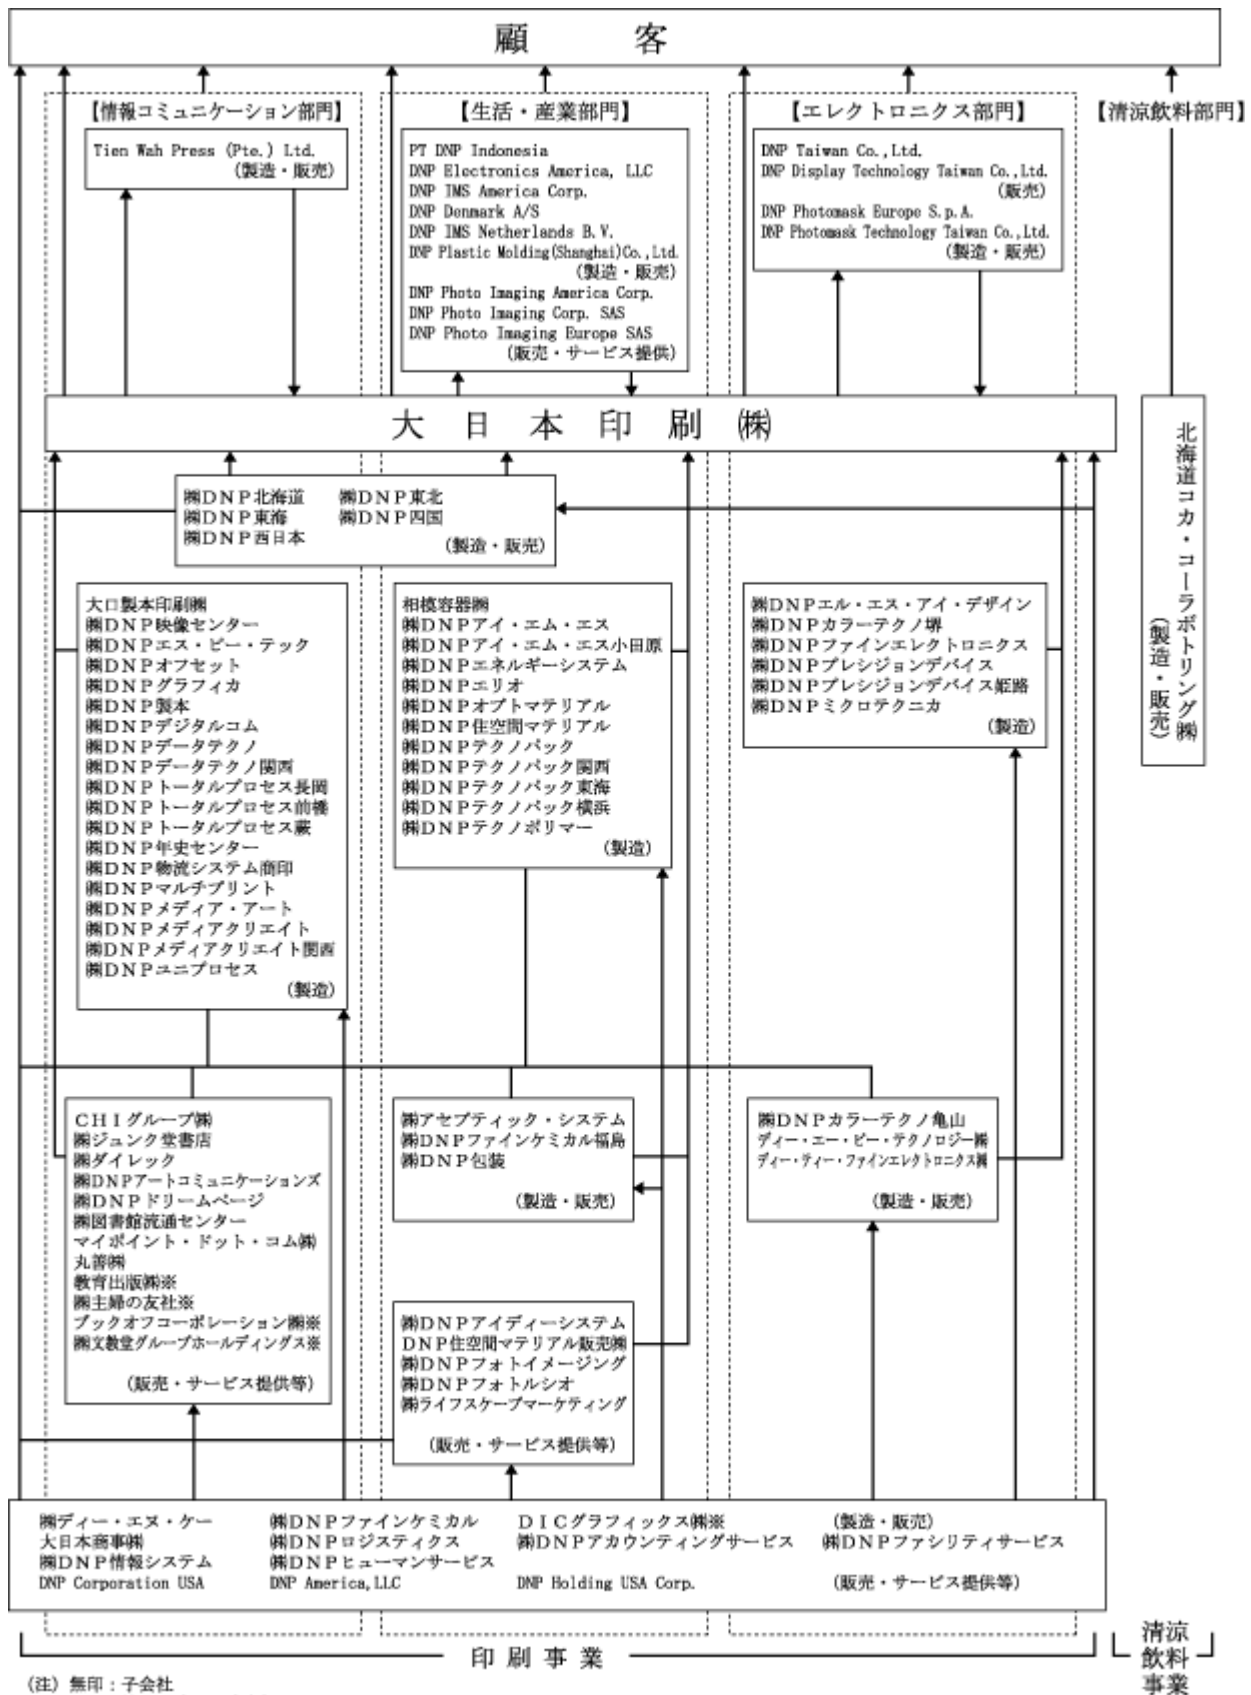 顧客
【情報コミュニケーション部門】
【生活・産業部門】
【エレクトロニクス部門】
【清涼飲料部門】
Tien Wah Press (Pte.) Ltd.
(製造・販売)
PT DNP Indonesia
DNP Electronics America, LLC
DNP IMS America Corp.
DNP Denmark A/S
DNP IMS Netherlands B.V.
DNP Plastic Molding(Shanghai)Co.,Ltd.
(製造・販売)
DNP Photo Imaging America Corp.
DNP Photo Imaging Corp. SAS
DNP Photo Imaging Europe SAS
(販売・サービス提供)
DNP Taiwan Co.,Ltd.
DNP Display Technology Taiwan Co.,Ltd.
(販売)
DNP Photomask Europe S.p.A.
DNP Photomask Technology Taiwan Co.,Ltd.
(製造・販売)
大日本印刷㈱
北海道コカ・コーラボトリング㈱
(製造・販売)
㈱DNP北海道 ㈱DNP東北
㈱DNP東海 ㈱DNP四国
㈱DNP西日本
(製造・販売)
大口製本印刷㈱
㈱DNP映像センター
㈱DNPエス・ピー・テック
㈱DNPオフセット
㈱DNPグラフィカ
㈱DNP製本
㈱DNPデジタルコム
㈱DNPデータテクノ
㈱DNPデータテクノ関西
㈱DNPトータルプロセス長岡
㈱DNPトータルプロセス前橋
㈱DNPトータルプロセス蕨
㈱DNP年史センター
㈱DNP物流システム商印
㈱DNPマルチプリント
㈱DNPメディア・アート
㈱DNPメディアクリエイト
㈱DNPメディアクリエイト関西
㈱DNPユニプロセス
(製造)
相模容器㈱
㈱DNPアイ・エム・エス
㈱DNPアイ・エム・エス小田原
㈱DNPエネルギーシステム
㈱DNPエリオ
㈱DNPオプトマテリアル
㈱DNP住空間マテリアル
㈱DNPテクノパック
㈱DNPテクノパック関西
㈱DNPテクノパック東海
㈱DNPテクノパック横浜
㈱DNPテクノポリマー
(製造)
㈱DNPエル・エス・アイ・デザイン
㈱DNPカラーテクノ堺
㈱DNPファインエレクトロニクス
㈱DNPプレシジョンデバイス
㈱DNPプレシジョンデバイス姫路
㈱DNPミクロテクニカ
(製造)
CHIグループ㈱
㈱ジュンク堂書店
㈱ダイレック
㈱DNPアートコミュニケーションズ
㈱DNPドリームページ
㈱図書館流通センター
マイポイント・ドット・コム㈱
丸善㈱
教育出版㈱※
㈱主婦の友社※
ブックオフコーポレーション㈱※
㈱文教堂グループホールディングス※
(販売・サービス提供等)
㈱アセプティック・システム
㈱DNPファインケミカル福島
㈱DNP包装
(製造・販売)
㈱DNPカラーテクノ亀山
ディー・エー・ピー・テクノロジー㈱
ディー・ティー・ファインエレクトロニクス㈱
(製造・販売)
㈱DNPアイディーシステム
DNP住空間マテリアル販売㈱
㈱DNPフォトイメージング
㈱DNPフォトルシオ
㈱ライフスケープマーケティング
(販売・サービス提供等)
㈱ディー・エヌ・ケー ㈱DNPファインケミカル DICグラフィックス㈱※ (製造・販売)
大日本商事㈱ ㈱DNPロジスティクス ㈱DNPアカウンティングサービス ㈱DNPファシリティサービス
㈱DNP情報システム ㈱DNPヒューマンサービス
DNP Corporation USA DNP America,LLC DNP Holding USA Corp. (販売・サービス提供等)
印刷事業
清涼
飲料
事業
(注) 無印：子会社